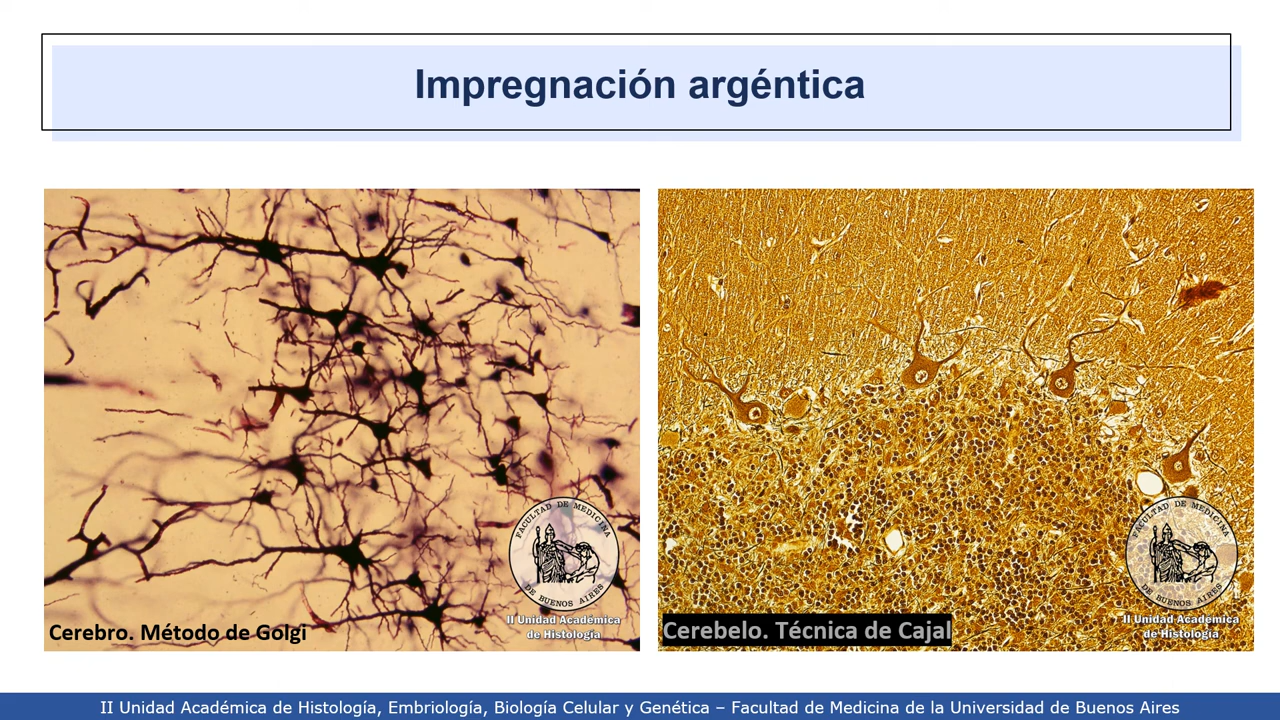 Impregnación argéntica
FACULTAD DE MEDICINA
DE BUENOS AIRES
II Unidad Académica
de Histología
Cerebro. Método de Golgi
FACULTAD DE MEDICINA
DE BUENOS AIRES
II Unidad Académica
de Histología
Cerebelo. Técnica de Cajal
II Unidad Académica de Histología, Embriología, Biología Celular y Genética – Facultad de Medicina de la Universidad de Buenos Aires